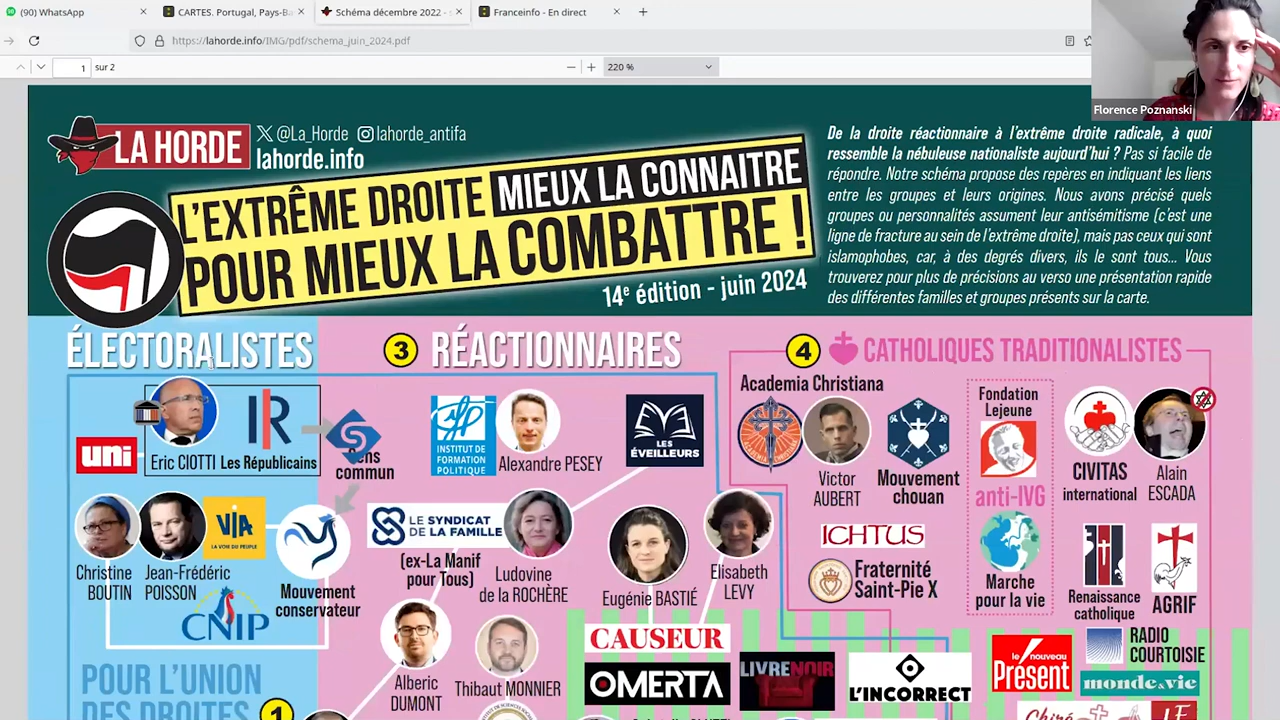 (90) WhatsApp
CARTES. Portugal, Pays-Ba
Schéma décembre 2022 - s
Franceinfo - En direct
https://lahorde.info/IMG/pdf/schema_juin_2024.pdf
1 sur 2
220 %
Florence Poznanski
LA HORDE
@La_Horde lahorde_antifa
lahorde.info
L'EXTRÊME DROITE MIEUX LA CONNAITRE
POUR MIEUX LA COMBATTRE !
14e édition - juin 2024
De la droite réactionnaire à l'extrême droite radicale, à quoi
ressemble la nébuleuse nationaliste aujourd'hui ? Pas si facile de
répondre. Notre schéma propose des repères en indiquant les liens
entre les groupes et leurs origines. Nous avons précisé quels
groupes ou personnalités assument leur antisémitisme (c'est une
ligne de fracture au sein de l'extrême droite), mais pas ceux qui sont
islamophobes, car, à des degrés divers, ils le sont tous... Vous
trouverez pour plus de précisions au verso une présentation rapide
des différentes familles et groupes présents sur la carte.
ÉLECTORALISTES
3 RÉACTIONNAIRES
4 CATHOLIQUES TRADITIONALISTES
uni
Eric CIOTTI
lR
Les Républicains
commun
INSTITUT DE
FORMATION
POLITIQUE
Alexandre PESEY
LES
ÉVEILLEURS
Academia Christiana
Victor
AUBERT
Mouvement
chouan
Fondation
Lejeune
anti-IVG
Marche
pour la vie
CIVITAS
international
Alain
ESCADA
Christine
BOUTIN
Jean-Frédéric
POISSON
VIA
LA VOIE DU PEUPLE
CNIP
Mouvement
conservateur
LE SYNDICAT
DE LA FAMILLE
(ex-La Manif
pour Tous)
Ludovine
de la ROCHÈRE
Eugénie BASTIÉ
Elisabeth
LEVY
ICHTUS
Fraternité
Saint-Pie X
Renaissance
catholique
AGRIF
POUR L'UNION
DES DROITES
1
Alberic
DUMONT
Thibaut MONNIER
CAUSEUR
OMERTA
LIVRENOIR
L'INCORRECT
le nouveau
Présent
RADIO
COURTOISIE
monde&vie
Chiré